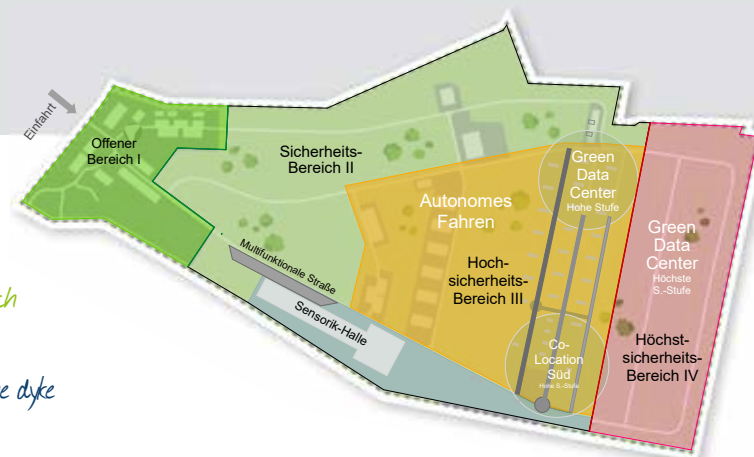 Einfahrt
Offener
Bereich I
Sicherheits-
Bereich II
Autonomes
Fahren
Green
Data
Center
Hohe Stufe
Green
Data
Center
Höchste
S.-Stufe
Hoch-
sicherheits-
Bereich III
Multifunktionale Straße
Sensorik-Halle
Co-
Location
Süd
Hohe S.-Stufe
Höchst-
sicherheits-
Bereich IV
dyke